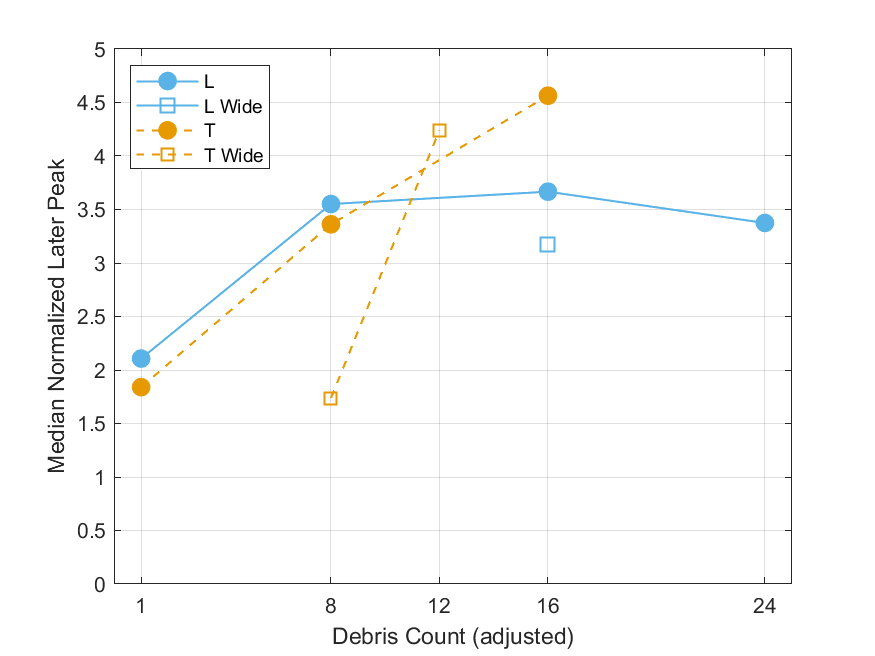 5
4.5
4
3.5
3
2.5
2
1.5
1
0.5
0
Median Normalized Later Peak
L
L Wide
T
T Wide
1 8 12 16 24
Debris Count (adjusted)